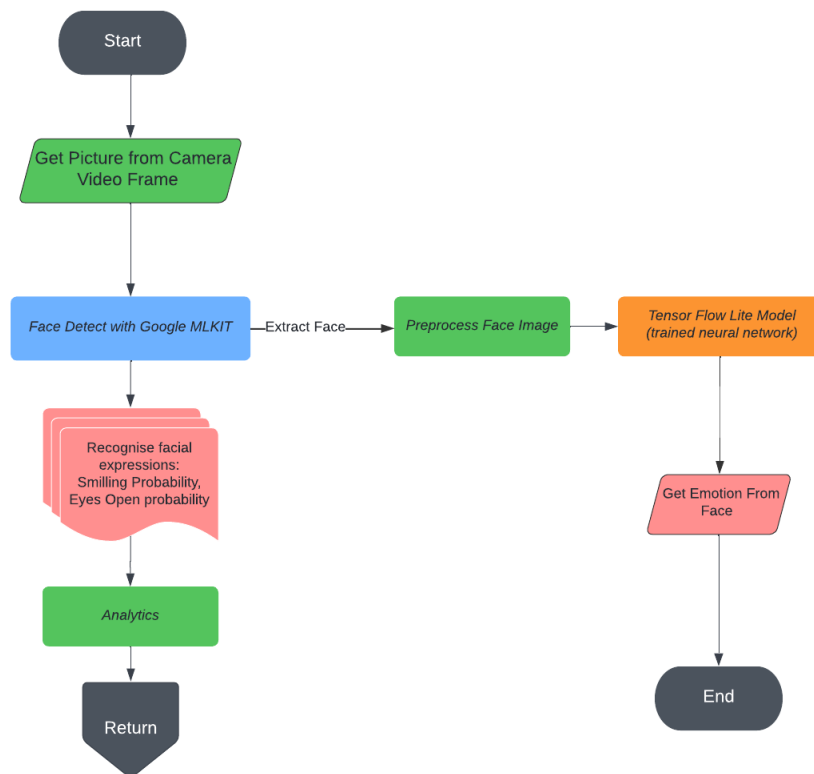 Start
Get Picture from Camera
Video Frame
Face Detect with Google MLKIT
Extract Face
Preprocess Face Image
Tensor Flow Lite Model
(trained neural network)
Recognise facial
expressions:
Smilling Probability,
Eyes Open probability
Get Emotion From
Face
Analytics
Return
End